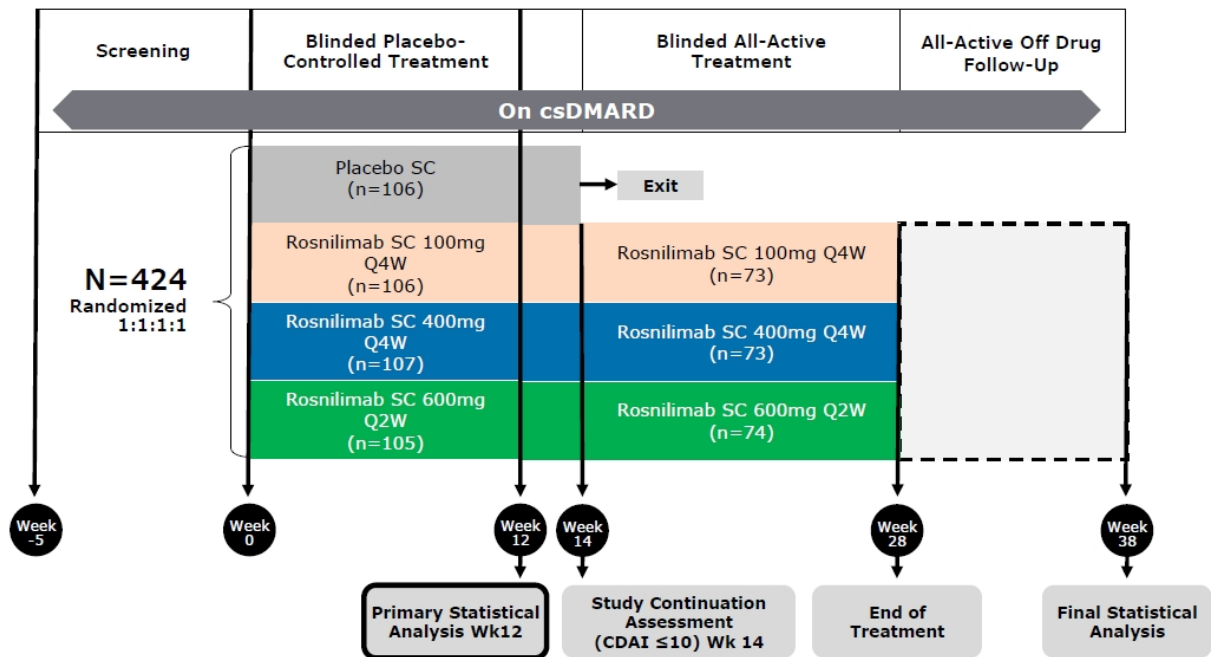 Screening
Blinded Placebo-
Controlled Treatment
Blinded All-Active
Treatment
All-Active Off Drug
Follow-Up
On csDMARD
Placebo SC
(n=106)
Exit
N=424
Randomized
1:1:1:1
Rosnilimab SC 100mg
Q4W
(n=106)
Rosnilimab SC 100mg Q4W
(n=73)
Rosnilimab SC 400mg
Q4W
(n=107)
Rosnilimab SC 400mg Q4W
(n=73)
Rosnilimab SC 600mg
Q2W
(n=105)
Rosnilimab SC 600mg Q2W
(n=74)
Week
-5
Week
0
Week
12
Week
14
Week
28
Week
38
Primary Statistical
Analysis Wk12
Study Continuation
Assessment
(CDAI ≤10) Wk 14
End of
Treatment
Final Statistical
Analysis